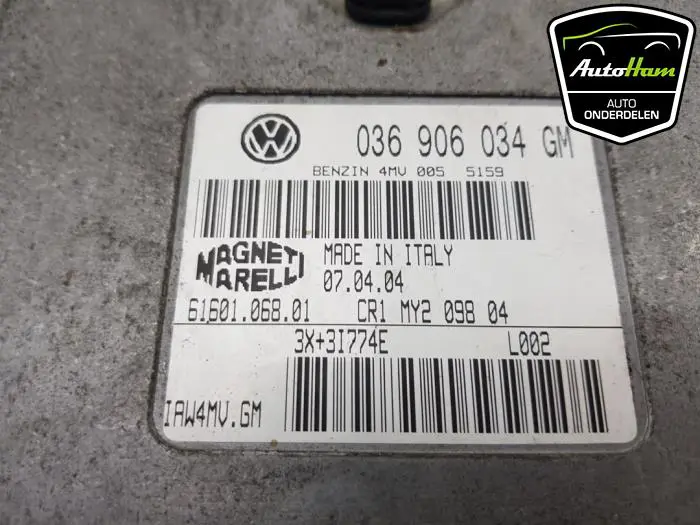 AutoHam
AUTO
ONDERDELEN
VW
036 906 034 GM
BENZIN 4MV 005 5159
MAGNETI
MARELLI
MADE IN ITALY
07.04.04
61601.068.01 CR1 MY2 098 04
3X+3I774E L002
IAW4MV.GM